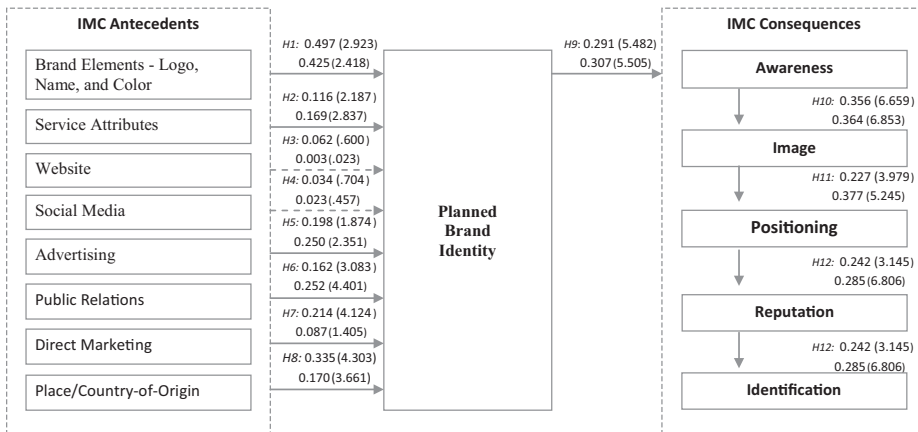 IMC Antecedents
Brand Elements - Logo,
Name, and Color
Service Attributes
Website
Social Media
Advertising
Public Relations
Direct Marketing
Place/Country-of-Origin
H1: 0.497 (2.923)
0.425 (2.418)
H2: 0.116 (2.187)
0.169 (2.837)
H3: 0.062 (.600)
0.003 (.023)
H4: 0.034 (.704)
0.023 (.457)
H5: 0.198 (1.874)
0.250 (2.351)
H6: 0.162 (3.083)
0.252 (4.401)
H7: 0.214 (4.124)
0.087 (1.405)
H8: 0.335 (4.303)
0.170 (3.661)
Planned
Brand
Identity
H9: 0.291 (5.482)
0.307 (5.505)
IMC Consequences
Awareness
H10: 0.356 (6.659)
0.364 (6.853)
Image
H11: 0.227 (3.979)
0.377 (5.245)
Positioning
H12: 0.242 (3.145)
0.285 (6.806)
Reputation
H12: 0.242 (3.145)
0.285 (6.806)
Identification